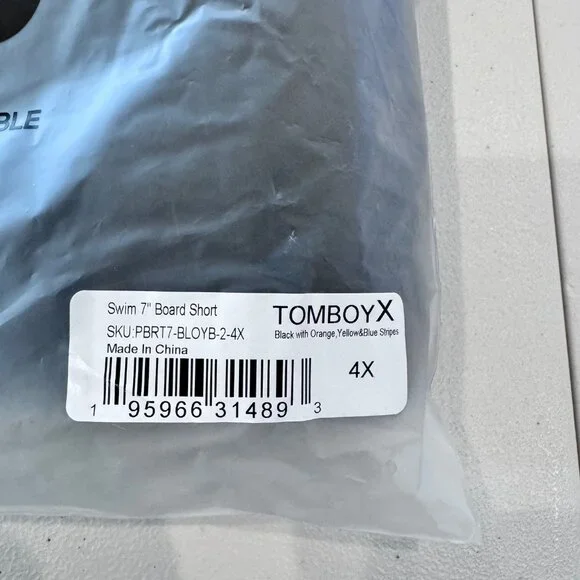 BLE
Swim 7" Board Short
TOMBOYX
SKU:PBRT7-BLOYB-2-4X
Black with Orange,Yellow&Blue Stripes
Made In China
4X
1 95966 31489 3